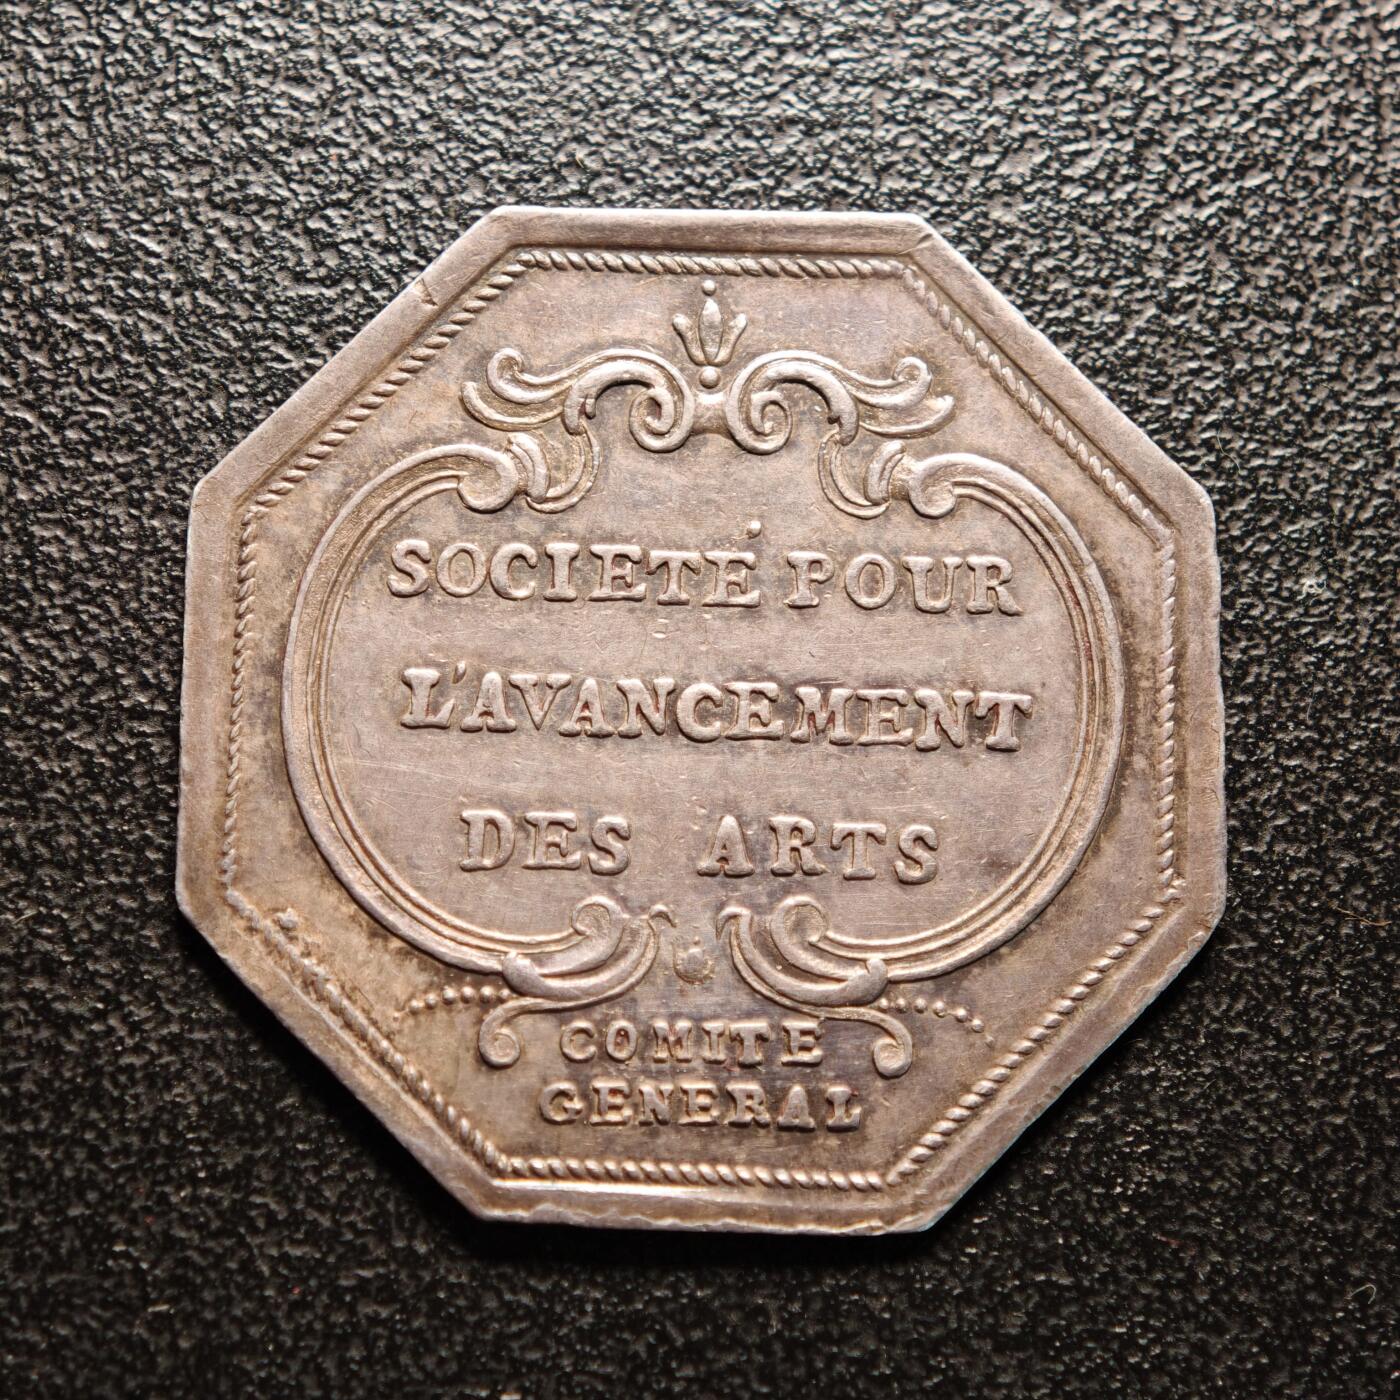 SOCIETÉ POUR
L'AVANCEMENT
DES ARTS
COMITE
GENERAL